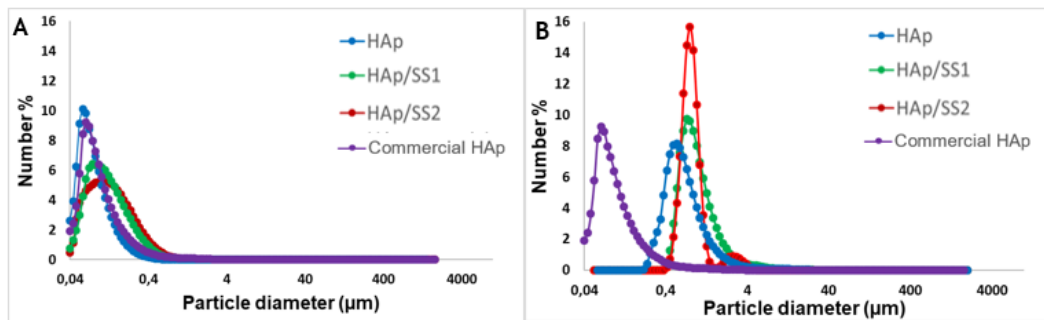 A
Number %
16
14
12
10
8
6
4
2
0
HAp
HAp/SS1
HAp/SS2
Commercial HAp
0,04
0,4
4
40
400
4000
Particle diameter (µm)
B
Number %
16
14
12
10
8
6
4
2
0
HAp
HAp/SS1
HAp/SS2
Commercial HAp
0,04
0,4
4
40
400
4000
Particle diameter (µm)